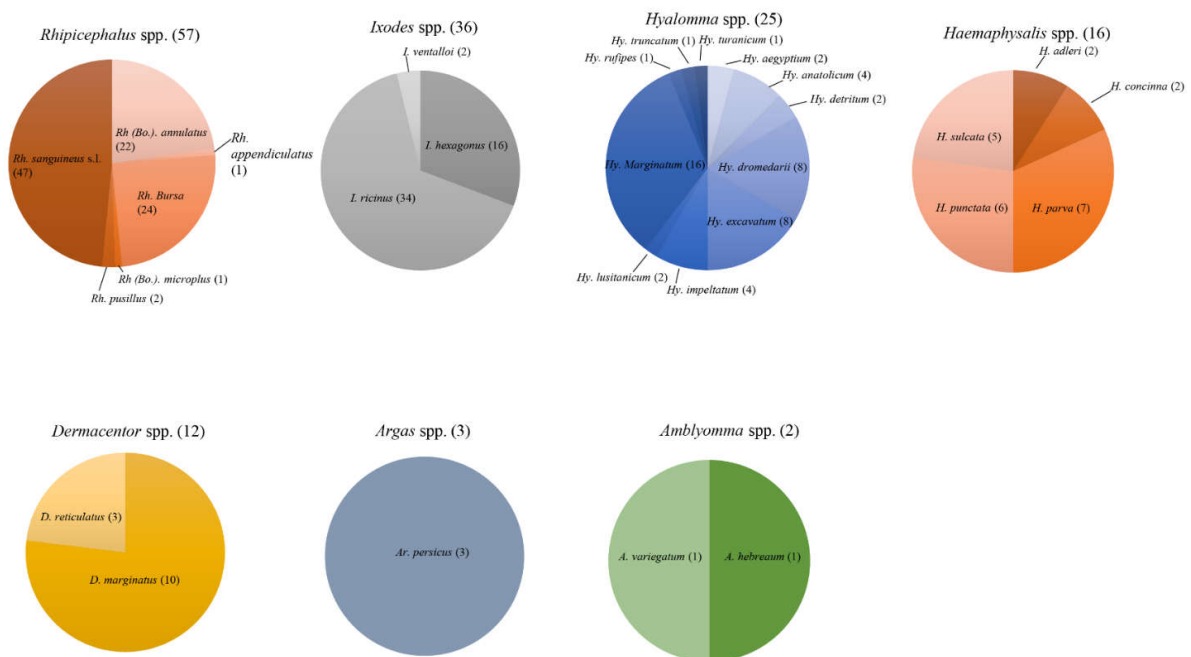 Rhipicephalus spp. (57)
Rh (Bo.). annulatus
(22)
Rh.
appendiculatus
(1)
Rh. sanguineus s.l.
(47)
Rh. Bursa
(24)
Rh (Bo.). microplus (1)
Rh. pusillus (2)
Ixodes spp. (36)
I. ventalloi (2)
I. hexagonus (16)
I. ricinus (34)
Hyalomma spp. (25)
Hy. truncatum (1)
Hy. turanicum (1)
Hy. rufipes (1)
Hy. aegyptium (2)
Hy. anatolicum (4)
Hy. detritum (2)
Hy. Marginatum (16)
Hy. dromedarii (8)
Hy. excavatum (8)
Hy. lusitanicum (2)
Hy. impeltatum (4)
Haemaphysalis spp. (16)
H. adleri (2)
H. concinna (2)
H. sulcata (5)
H. punctata (6)
H. parva (7)
Dermacentor spp. (12)
D. reticulatus (3)
D. marginatus (10)
Argas spp. (3)
Ar. persicus (3)
Amblyomma spp. (2)
A. variegatum (1)
A. hebreaum (1)